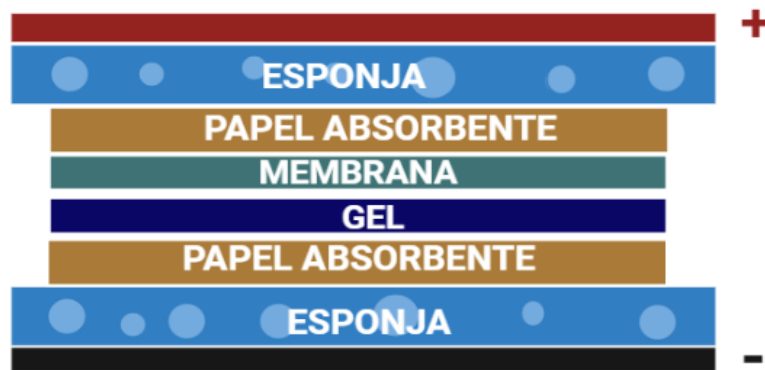 +
ESPONJA
PAPEL ABSORBENTE
MEMBRANA
GEL
PAPEL ABSORBENTE
ESPONJA
-